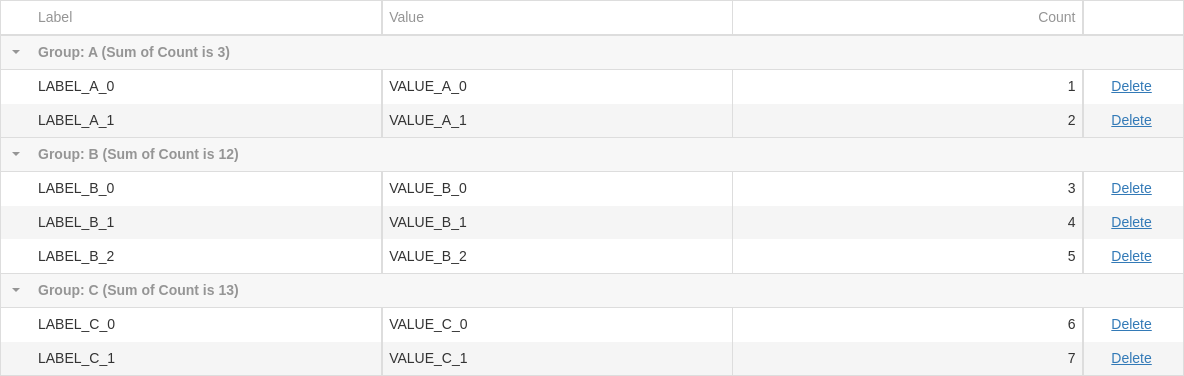 Label Value Count
Group: A (Sum of Count is 3)
LABEL_A_0 VALUE_A_0 1 Delete
LABEL_A_1 VALUE_A_1 2 Delete
Group: B (Sum of Count is 12)
LABEL_B_0 VALUE_B_0 3 Delete
LABEL_B_1 VALUE_B_1 4 Delete
LABEL_B_2 VALUE_B_2 5 Delete
Group: C (Sum of Count is 13)
LABEL_C_0 VALUE_C_0 6 Delete
LABEL_C_1 VALUE_C_1 7 Delete